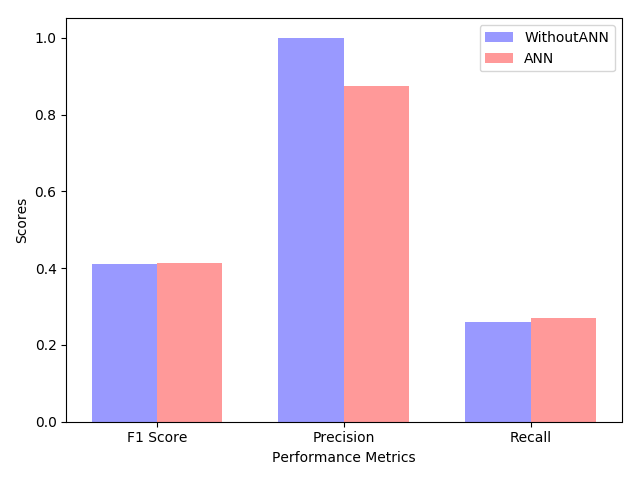 WithoutANN
ANN
1.0
0.8
0.6
0.4
0.2
0.0
Scores
F1 Score
Precision
Recall
Performance Metrics